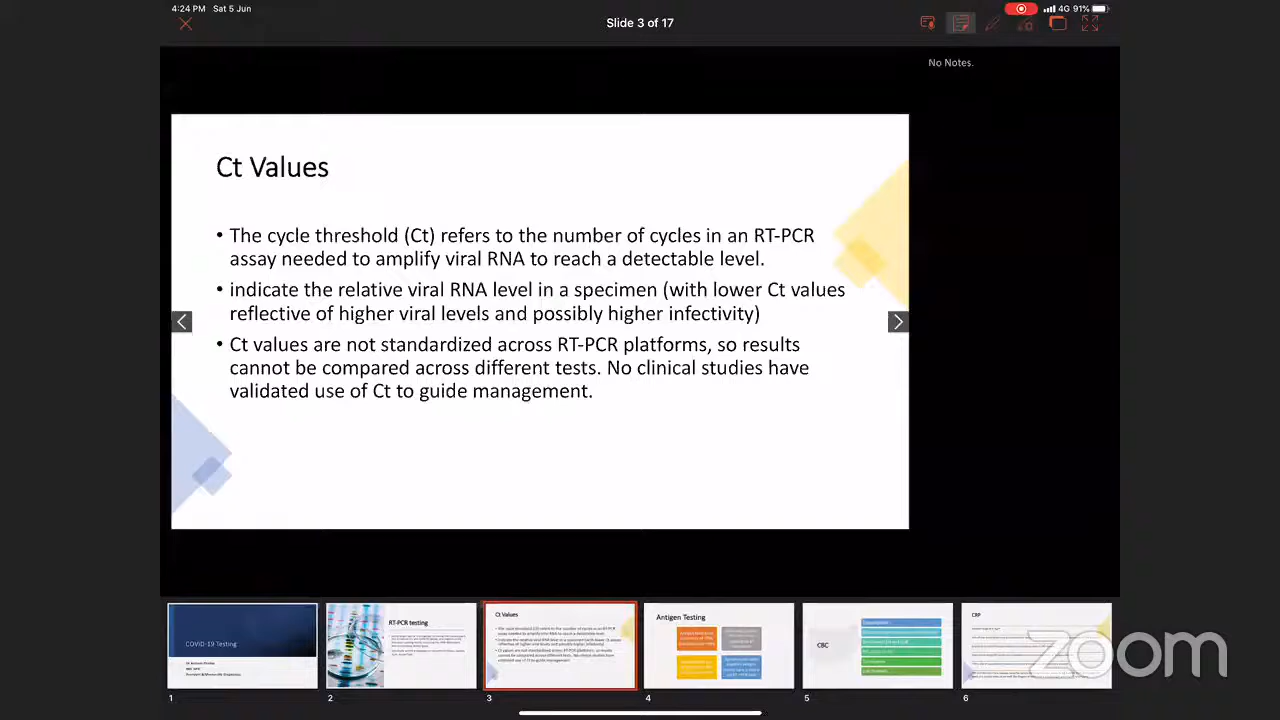 4:24 PM Sat 5 Jun
4G 91%
Slide 3 of 17
No Notes.
Ct Values
• The cycle threshold (Ct) refers to the number of cycles in an RT-PCR
assay needed to amplify viral RNA to reach a detectable level.
• indicate the relative viral RNA level in a specimen (with lower Ct values
reflective of higher viral levels and possibly higher infectivity)
• Ct values are not standardized across RT-PCR platforms, so results
cannot be compared across different tests. No clinical studies have
validated use of Ct to guide management.
COVID-19 Testing
RT-PCR testing
Ct Values
Antigen Testing
CBC
CRP
zoom
1
2
3
4
5
6